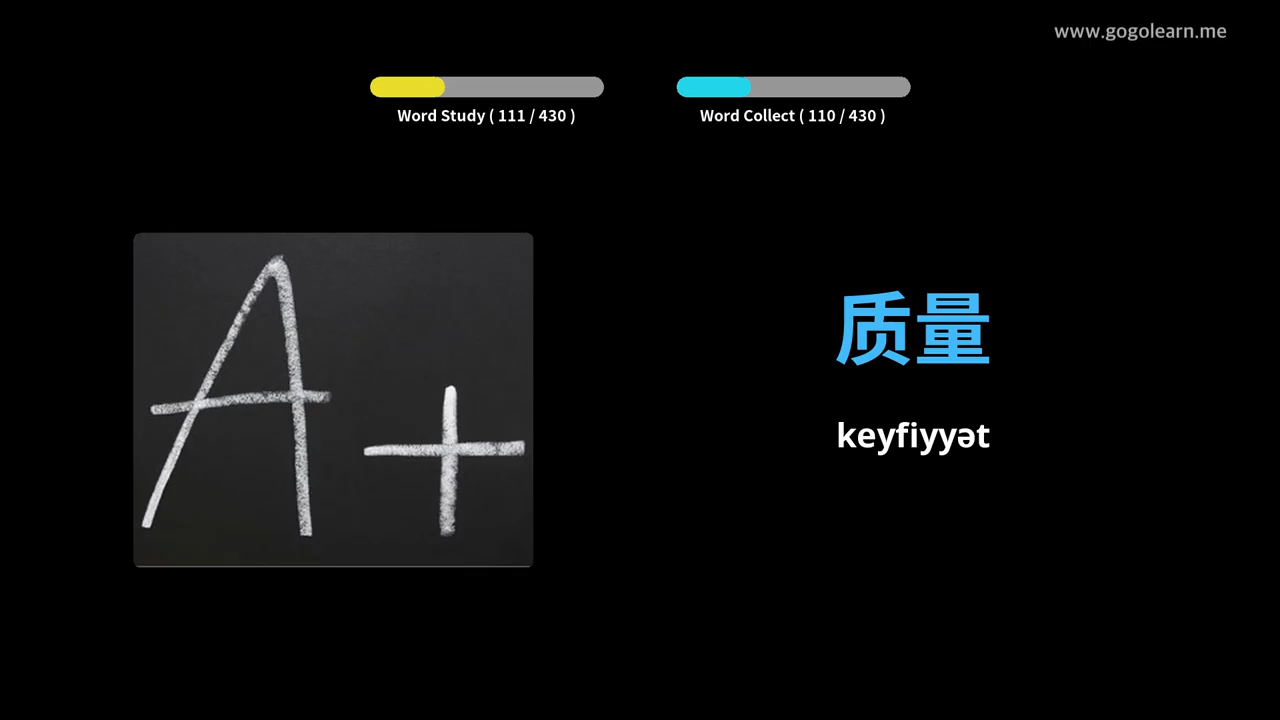 www.gogolearn.me
Word Study ( 111 / 430 )
Word Collect ( 110 / 430 )
A+
质量
keyfiyyət